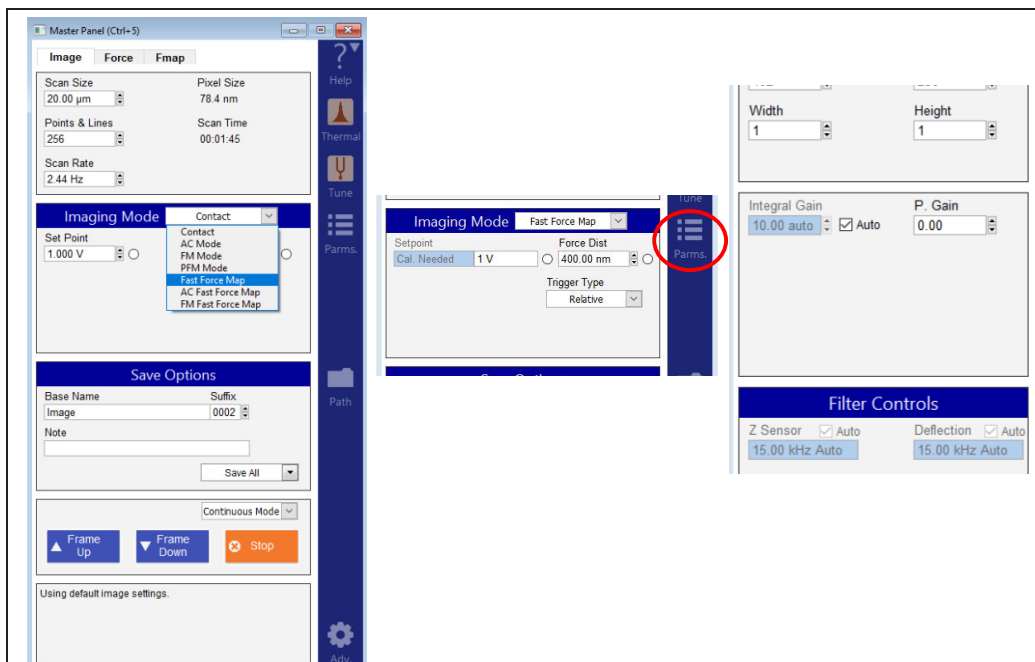 Master Panel (Ctrl+5)
Image Force Fmap
Scan Size Pixel Size
20.00 µm 78.4 nm
Points & Lines Scan Time
256 00:01:45
Scan Rate
2.44 Hz
Imaging Mode Contact
Set Point
1.000 V
Contact
AC Mode
FM Mode
PFM Mode
Fast Force Map
AC Fast Force Map
FM Fast Force Map
Save Options
Base Name Suffix
Image 0002
Note
Save All
Continuous Mode
Frame Up
Frame Down
Stop
Using default image settings.
?
Help
Thermal
Tune
Parms.
Path
Adv.
Tune
Imaging Mode Fast Force Map
Setpoint Force Dist
Cal. Needed 1 V 400.00 nm
Trigger Type
Relative
Parms.
Width Height
1 1
Integral Gain P. Gain
10.00 auto Auto 0.00
Filter Controls
Z Sensor Auto Deflection Auto
15.00 kHz Auto 15.00 kHz Auto